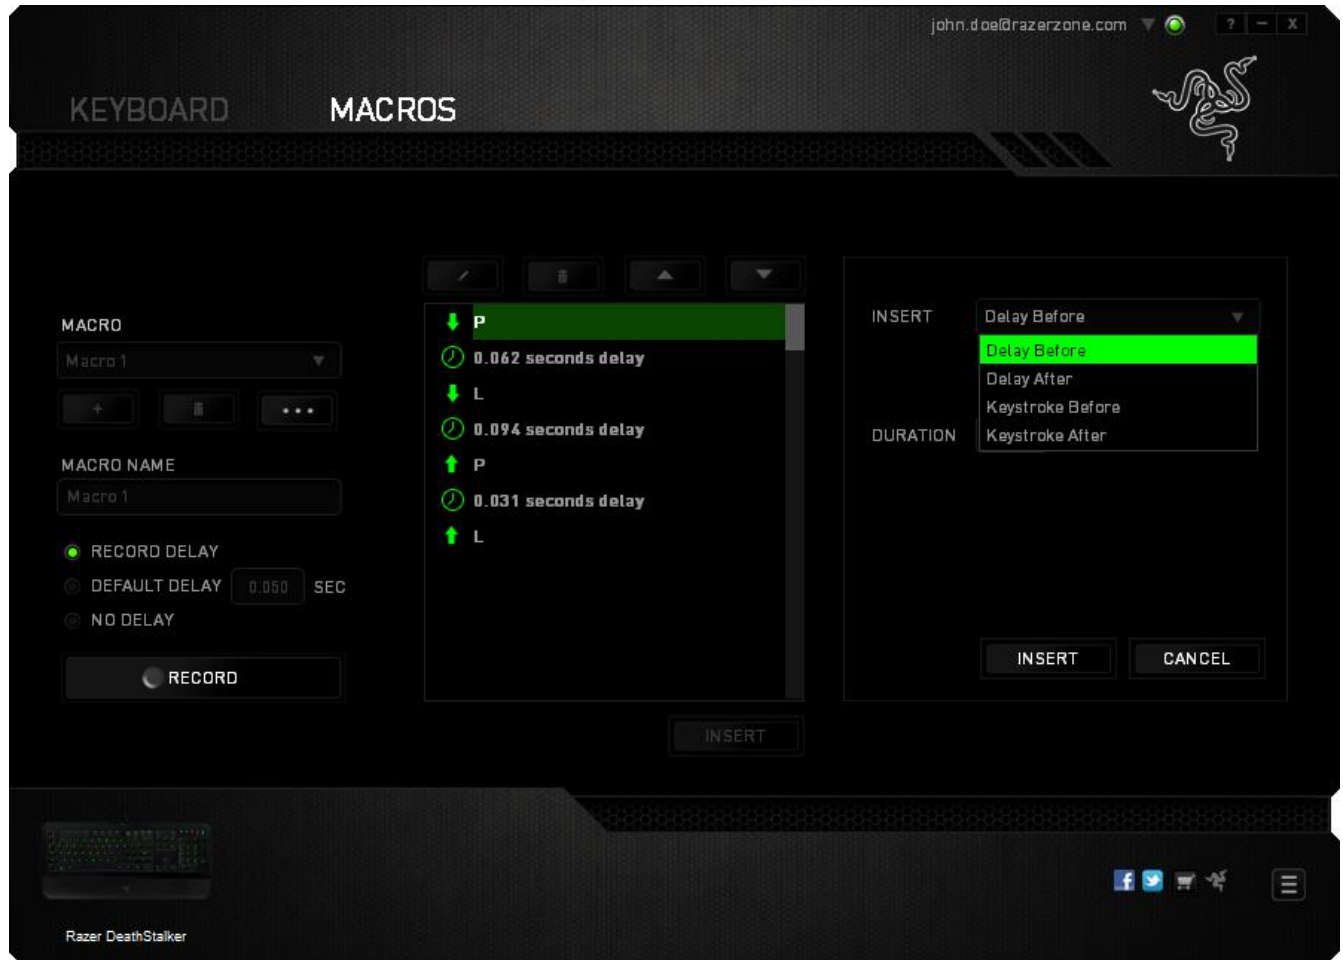 john.doe@razerzone.com
? – X
KEYBOARD
MACROS
MACRO
Macro 1
+
...
MACRO NAME
Macro 1
RECORD DELAY
DEFAULT DELAY 0.050 SEC
NO DELAY
RECORD
P
0.062 seconds delay
L
0.094 seconds delay
P
0.031 seconds delay
L
INSERT
INSERT Delay Before
Delay Before
Delay After
Keystroke Before
Keystroke After
DURATION
INSERT
CANCEL
Razer DeathStalker
f